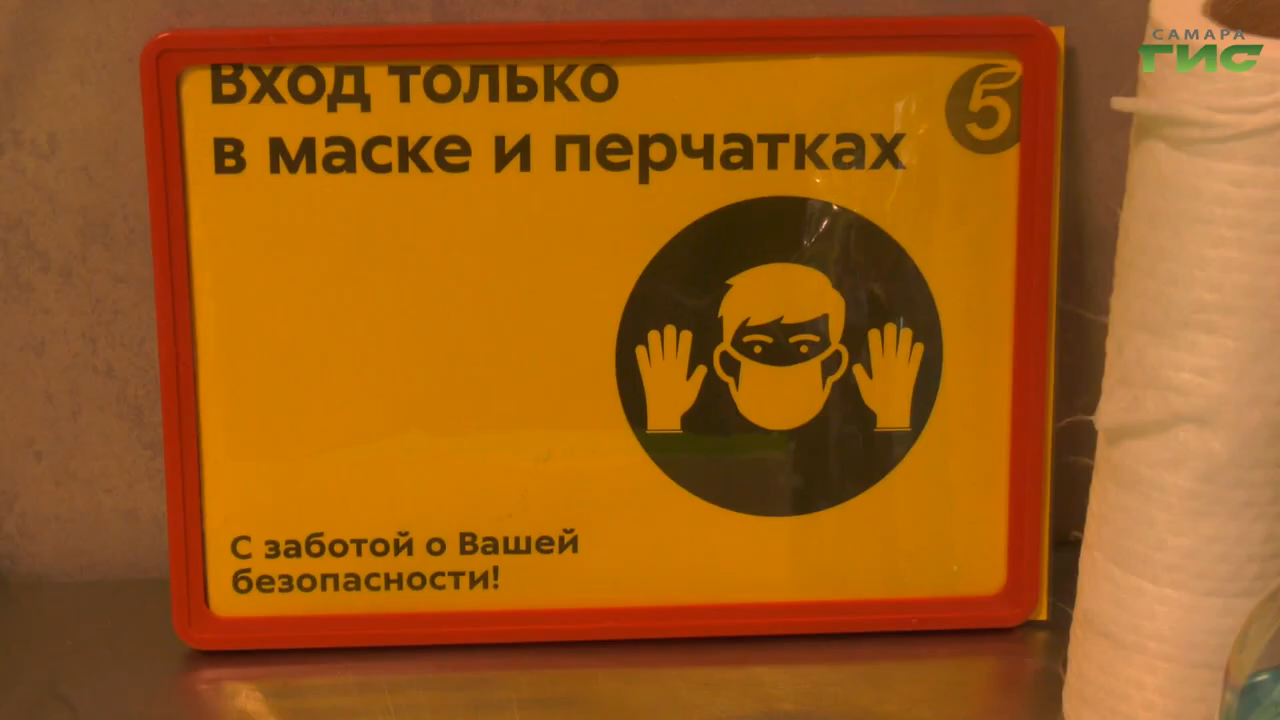 Вход только
в маске и перчатках
5
С заботой о Вашей
безопасности!
САМАРА
ГИС